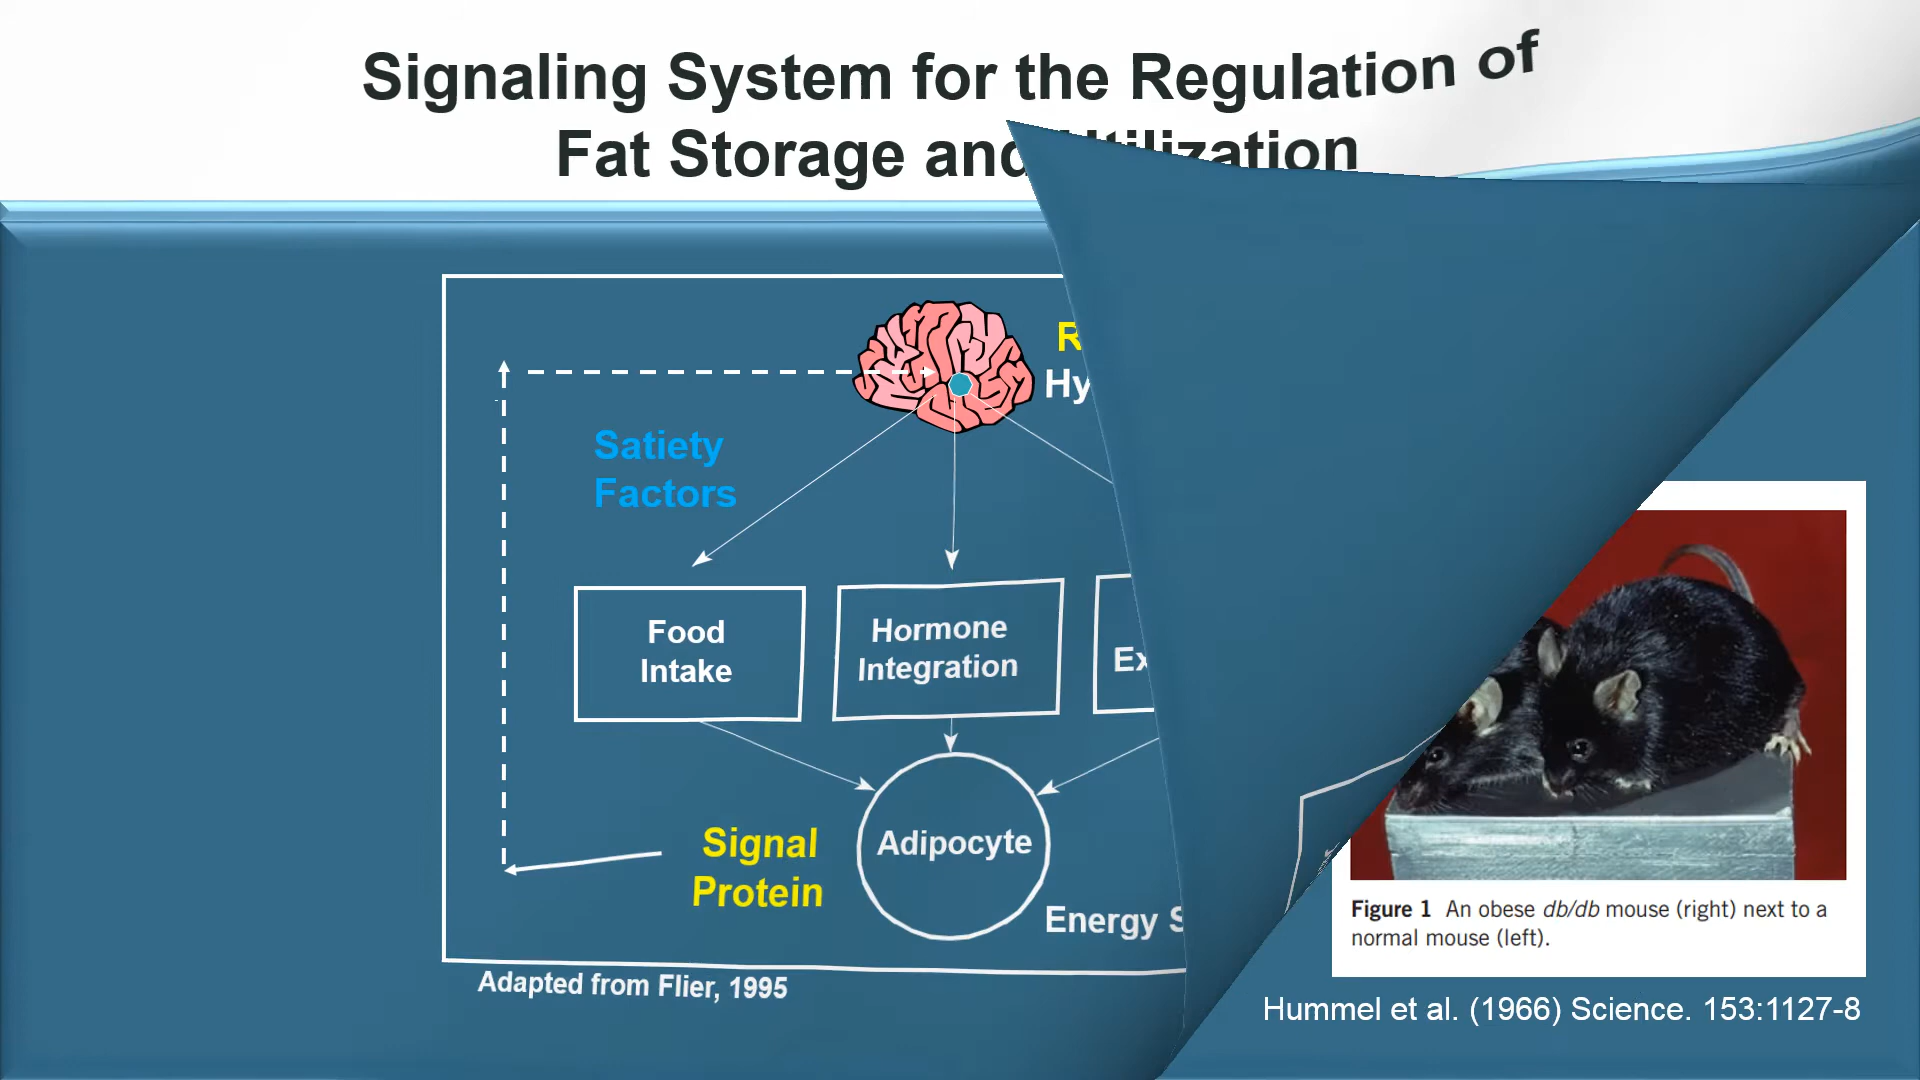 Signaling System for the Regulation of
Fat Storage and Utilization
Satiety
Factors
Food
Intake
Hormone
Integration
Signal
Protein
Adipocyte
Energy
Adapted from Flier, 1995
Figure 1 An obese db/db mouse (right) next to a
normal mouse (left).
Hummel et al. (1966) Science. 153:1127-8